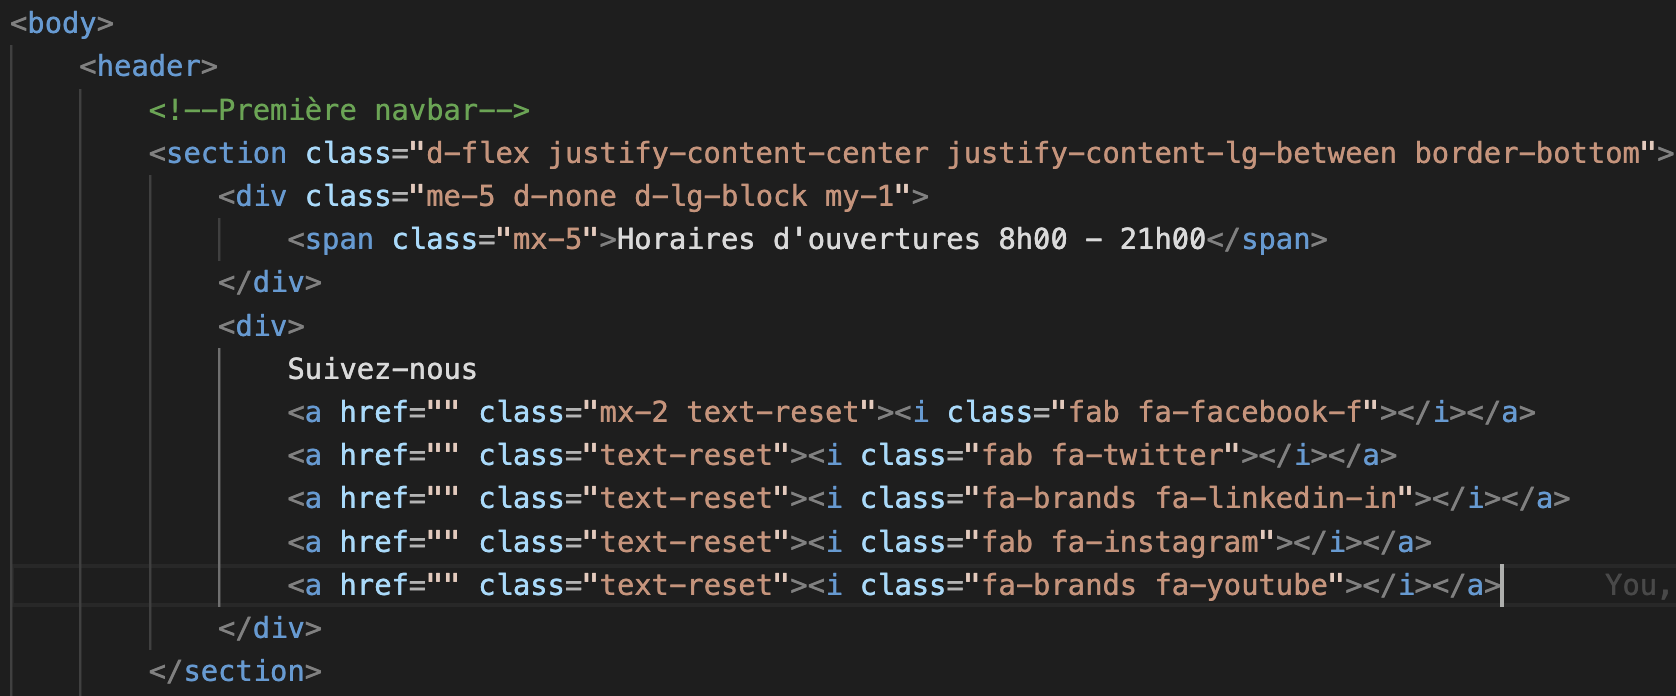 <body>
<header>
<!--Première navbar-->
<section class="d-flex justify-content-center justify-content-lg-between border-bottom">
<div class="me-5 d-none d-lg-block my-1">
<span class="mx-5">Horaires d'ouvertures 8h00 - 21h00</span>
</div>
<div>
Suivez-nous
<a href="" class="mx-2 text-reset"><i class="fab fa-facebook-f"></i></a>
<a href="" class="text-reset"><i class="fab fa-twitter"></i></a>
<a href="" class="text-reset"><i class="fa-brands fa-linkedin-in"></i></a>
<a href="" class="text-reset"><i class="fab fa-instagram"></i></a>
<a href="" class="text-reset"><i class="fa-brands fa-youtube"></i></a> You,
</div>
</section>